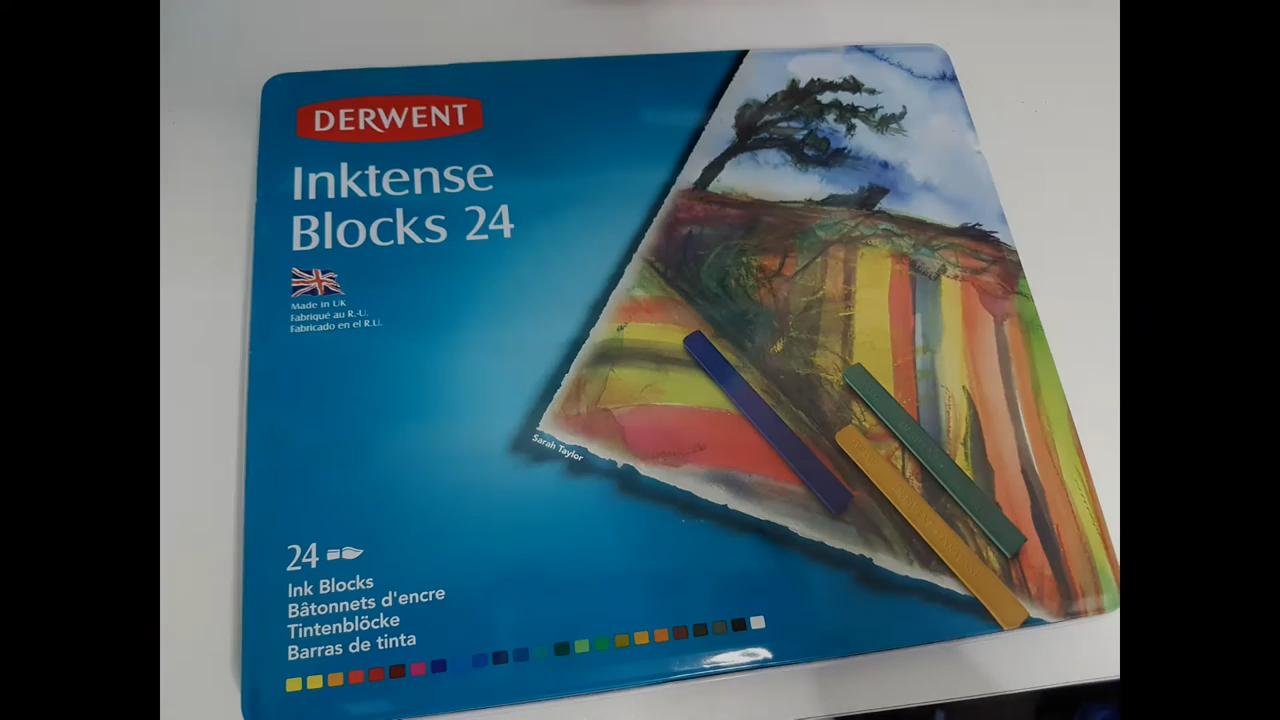 DERWENT
Inktense
Blocks 24
Made in UK
Fabriqué au R.-U.
Fabricado en el R.U.
Sarah Taylor
24
Ink Blocks
Bâtonnets d'encre
Tintenblöcke
Barras de tinta